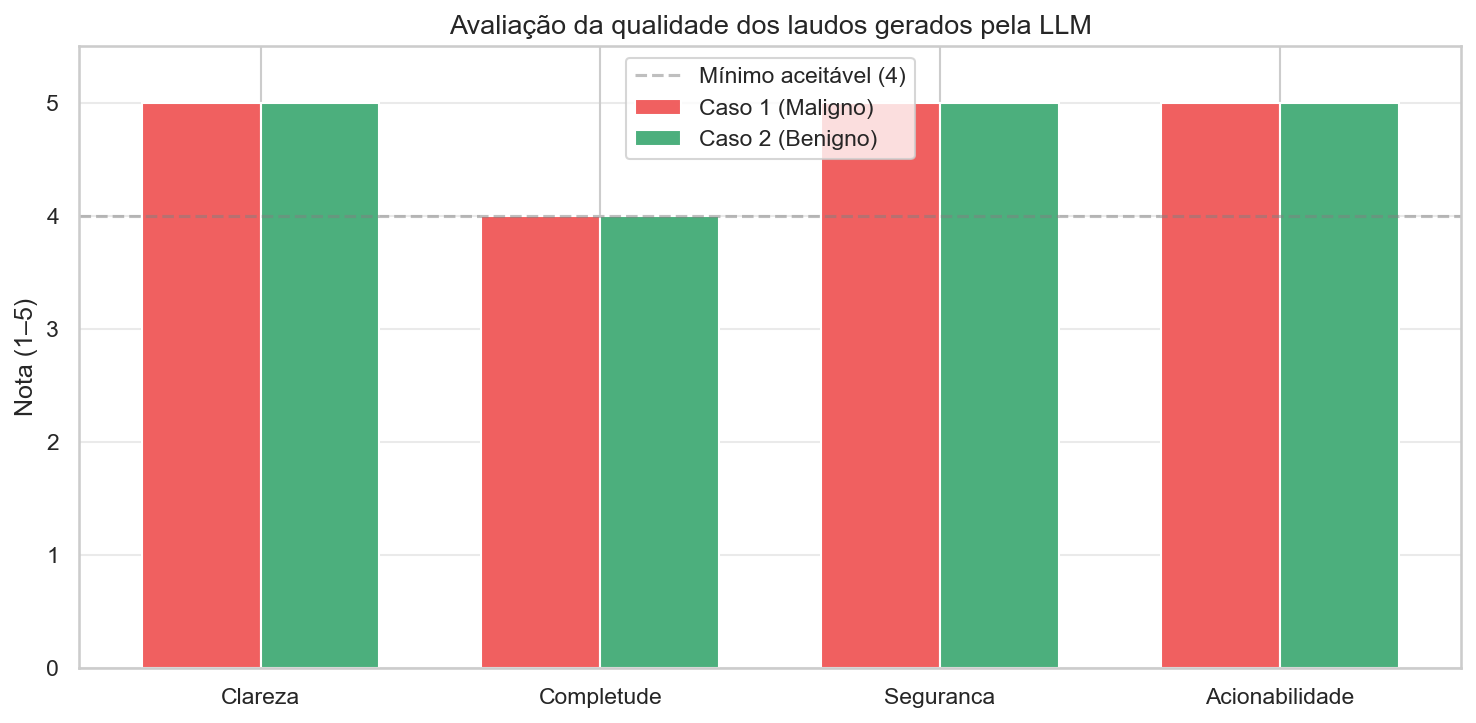 Avaliação da qualidade dos laudos gerados pela LLM
Mínimo aceitável (4)
Caso 1 (Maligno)
Caso 2 (Benigno)
Nota (1–5)
5
4
3
2
1
0
Clareza
Completude
Seguranca
Acionabilidade